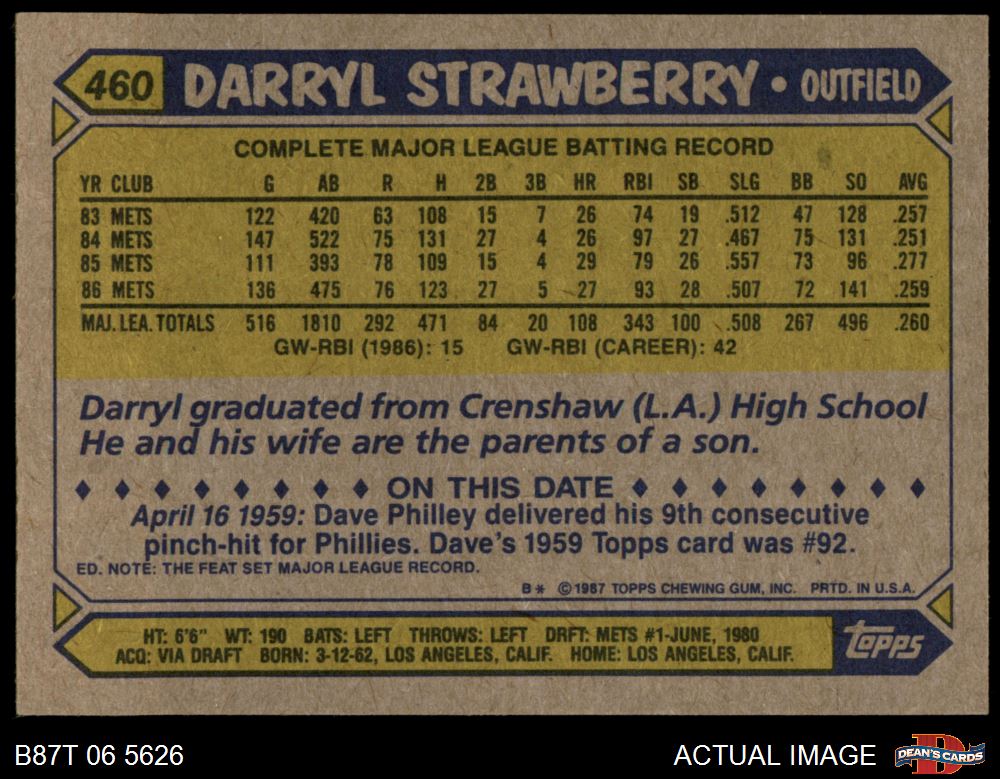 460 DARRYL STRAWBERRY • OUTFIELD
COMPLETE MAJOR LEAGUE BATTING RECORD
YR CLUB G AB R H 2B 3B HR RBI SB SLG BB SO AVG
83 METS 122 420 63 108 15 7 26 74 19 .512 47 128 .257
84 METS 147 522 75 131 27 4 26 97 27 .467 75 131 .251
85 METS 111 393 78 109 15 4 29 79 26 .557 73 96 .277
86 METS 136 475 76 123 27 5 27 93 28 .507 72 141 .259
MAJ. LEA. TOTALS 516 1810 292 471 84 20 108 343 100 .508 267 496 .260
GW-RBI (1986): 15 GW-RBI (CAREER): 42
Darryl graduated from Crenshaw (L.A.) High School
He and his wife are the parents of a son.
♦ ♦ ♦ ♦ ♦ ♦ ♦ ♦ ON THIS DATE ♦ ♦ ♦ ♦ ♦ ♦ ♦ ♦
April 16 1959: Dave Philley delivered his 9th consecutive
pinch-hit for Phillies. Dave's 1959 Topps card was #92.
ED. NOTE: THE FEAT SET MAJOR LEAGUE RECORD.
B* ©1987 TOPPS CHEWING GUM, INC. PRTD. IN U.S.A.
HT: 6'6" WT: 190 BATS: LEFT THROWS: LEFT DRFT: METS #1-JUNE, 1980
ACQ: VIA DRAFT BORN: 3-12-62, LOS ANGELES, CALIF. HOME: LOS ANGELES, CALIF.
topps
B87T 06 5626
ACTUAL IMAGE
D
DEAN'S CARDS